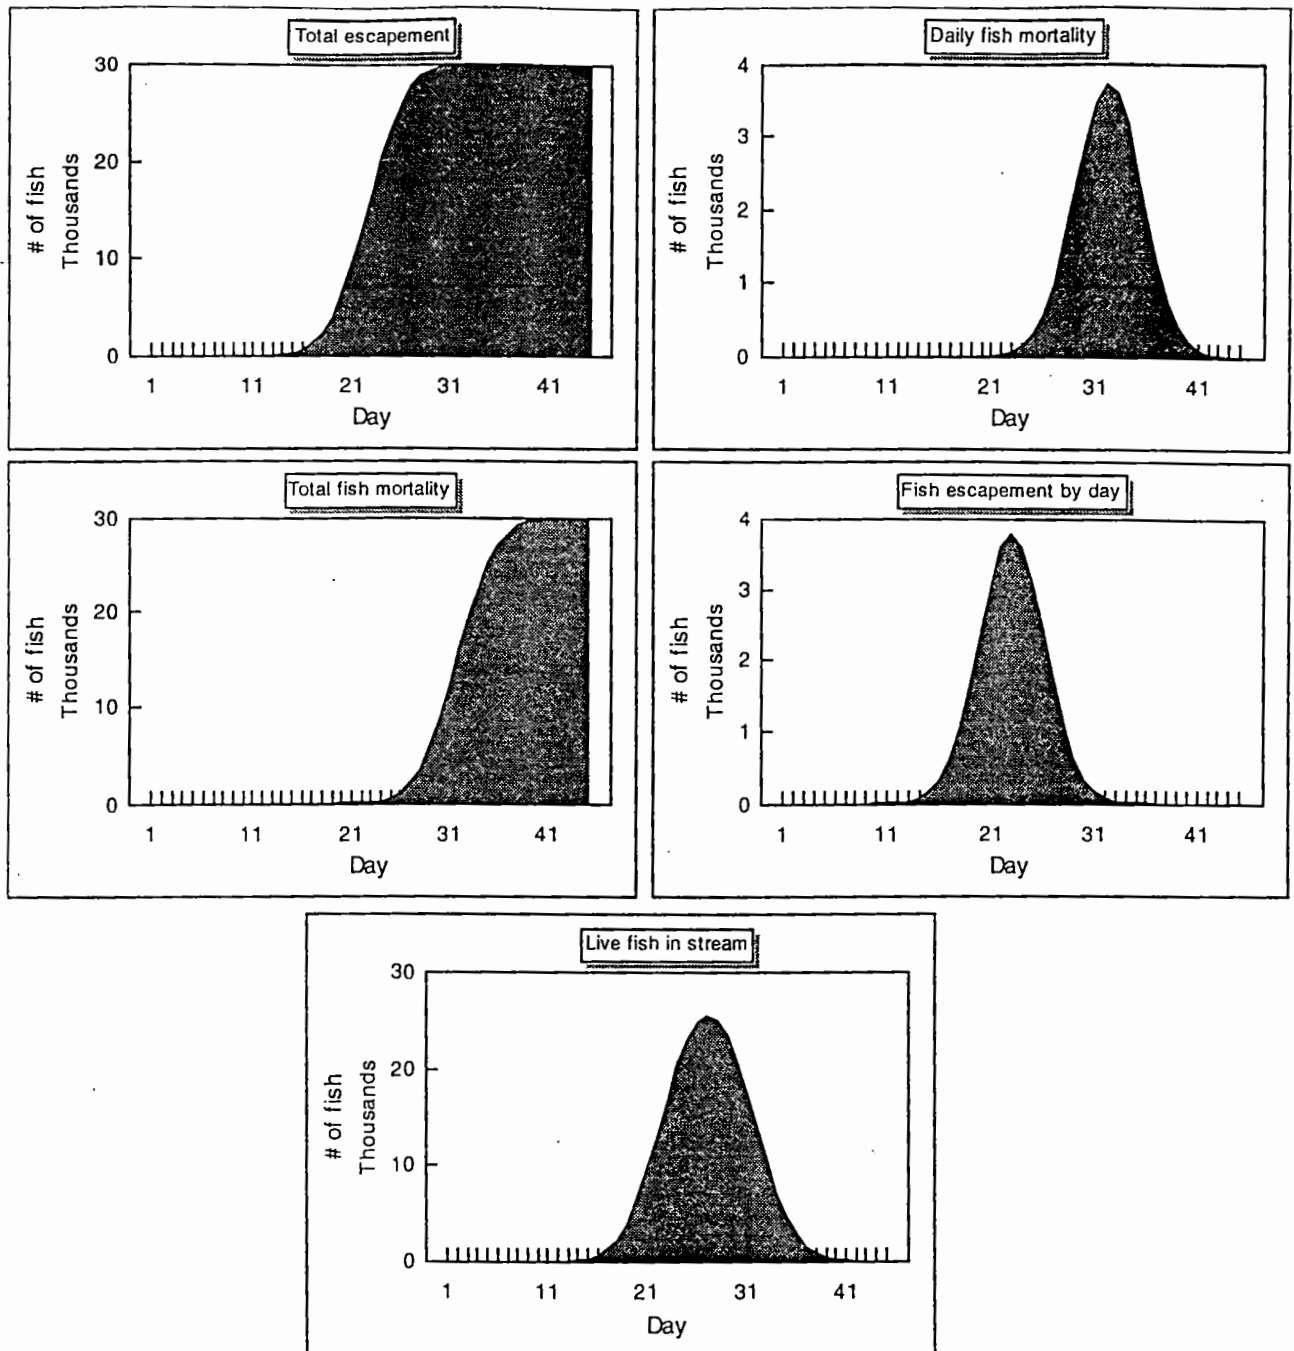 Total escapement
30
20
10
0
# of fish
Thousands
1 11 21 31 41
Day
Daily fish mortality
4
3
2
1
0
# of fish
Thousands
1 11 21 31 41
Day
Total fish mortality
30
20
10
0
# of fish
Thousands
1 11 21 31 41
Day
Fish escapement by day
4
3
2
1
0
# of fish
Thousands
1 11 21 31 41
Day
Live fish in stream
30
20
10
0
# of fish
Thousands
1 11 21 31 41
Day